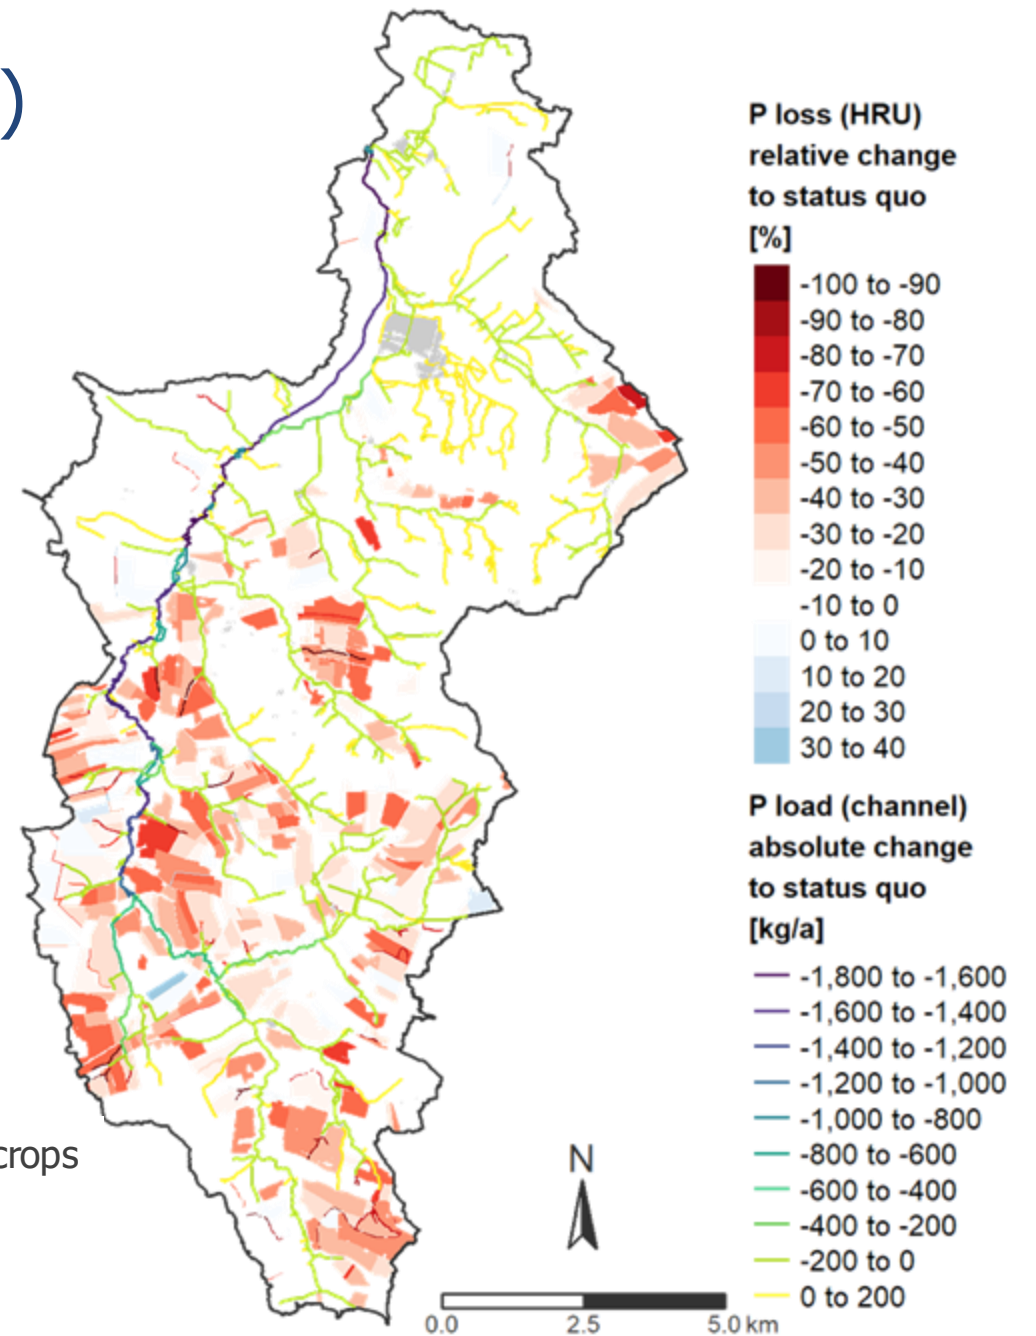 )
P loss (HRU)
relative change
to status quo
[%]
-100 to -90
-90 to -80
-80 to -70
-70 to -60
-60 to -50
-50 to -40
-40 to -30
-30 to -20
-20 to -10
-10 to 0
0 to 10
10 to 20
20 to 30
30 to 40
P load (channel)
absolute change
to status quo
[kg/a]
-1,800 to -1,600
-1,600 to -1,400
-1,400 to -1,200
-1,200 to -1,000
-1,000 to -800
-800 to -600
-600 to -400
-400 to -200
-200 to 0
0 to 200
crops
N
0.0 2.5 5.0 km